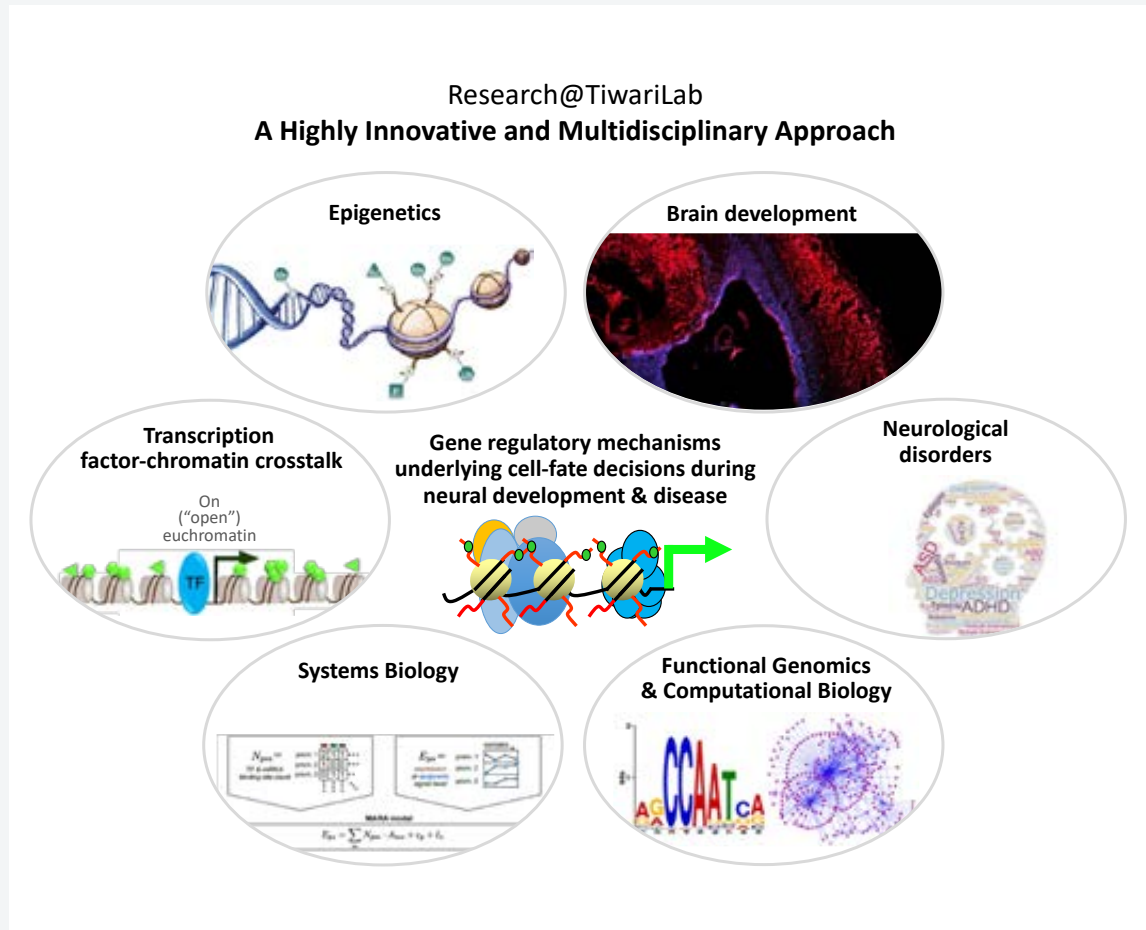 Research@TiwariLab
A Highly Innovative and Multidisciplinary Approach
Epigenetics
Brain development
Transcription
factor-chromatin crosstalk
On
("open")
euchromatin
TF
Gene regulatory mechanisms
underlying cell-fate decisions during
neural development & disease
Neurological
disorders
ASD
Depression
ADHD
Systems Biology
MARA model
Functional Genomics
& Computational Biology
AGCCAATCA